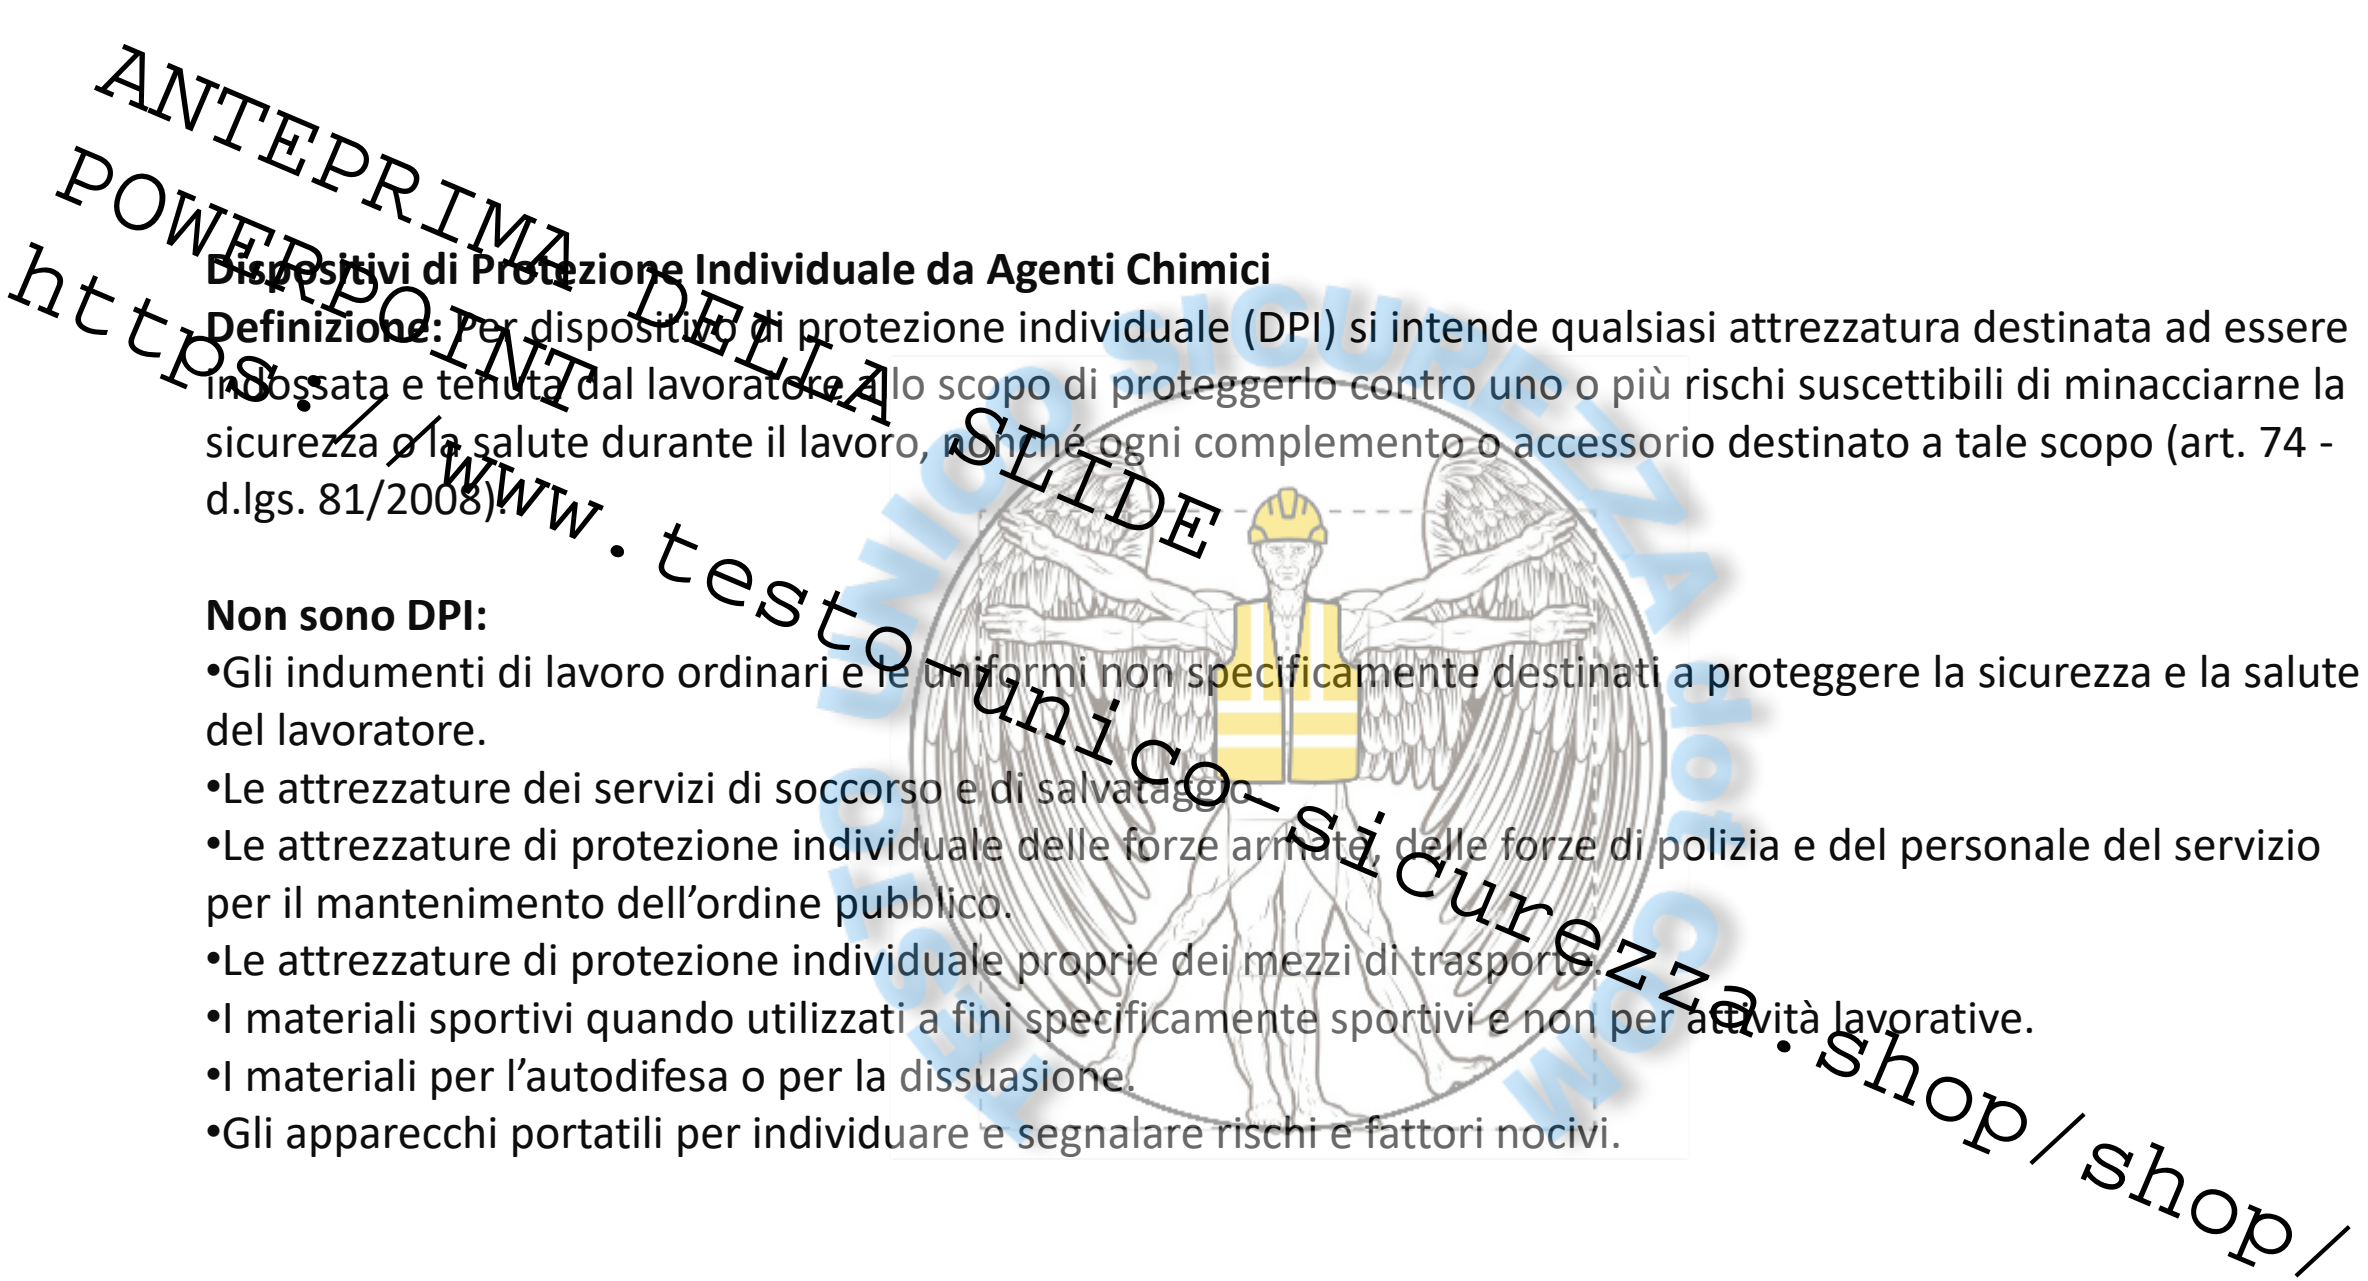 ANTEPRIMA DELLA SLIDE
POWERPOINT
https://www.testo-unico-sicurezza.shop/shop/
Dispositivi di Protezione Individuale da Agenti Chimici
Definizione: Per dispositivo di protezione individuale (DPI) si intende qualsiasi attrezzatura destinata ad essere
indossata e tenuta dal lavoratore allo scopo di proteggerlo contro uno o più rischi suscettibili di minacciarne la
sicurezza o la salute durante il lavoro, nonché ogni complemento o accessorio destinato a tale scopo (art. 74 -
d.lgs. 81/2008).
Non sono DPI:
•Gli indumenti di lavoro ordinari e le uniformi non specificamente destinati a proteggere la sicurezza e la salute
del lavoratore.
•Le attrezzature dei servizi di soccorso e di salvataggio.
•Le attrezzature di protezione individuale delle forze armate, delle forze di polizia e del personale del servizio
per il mantenimento dell’ordine pubblico.
•Le attrezzature di protezione individuale proprie dei mezzi di trasporto.
•I materiali sportivi quando utilizzati a fini specificamente sportivi e non per attività lavorative.
•I materiali per l’autodifesa o per la dissuasione.
•Gli apparecchi portatili per individuare e segnalare rischi e fattori nocivi.
TESTO UNICO SICUREZZA dot COM